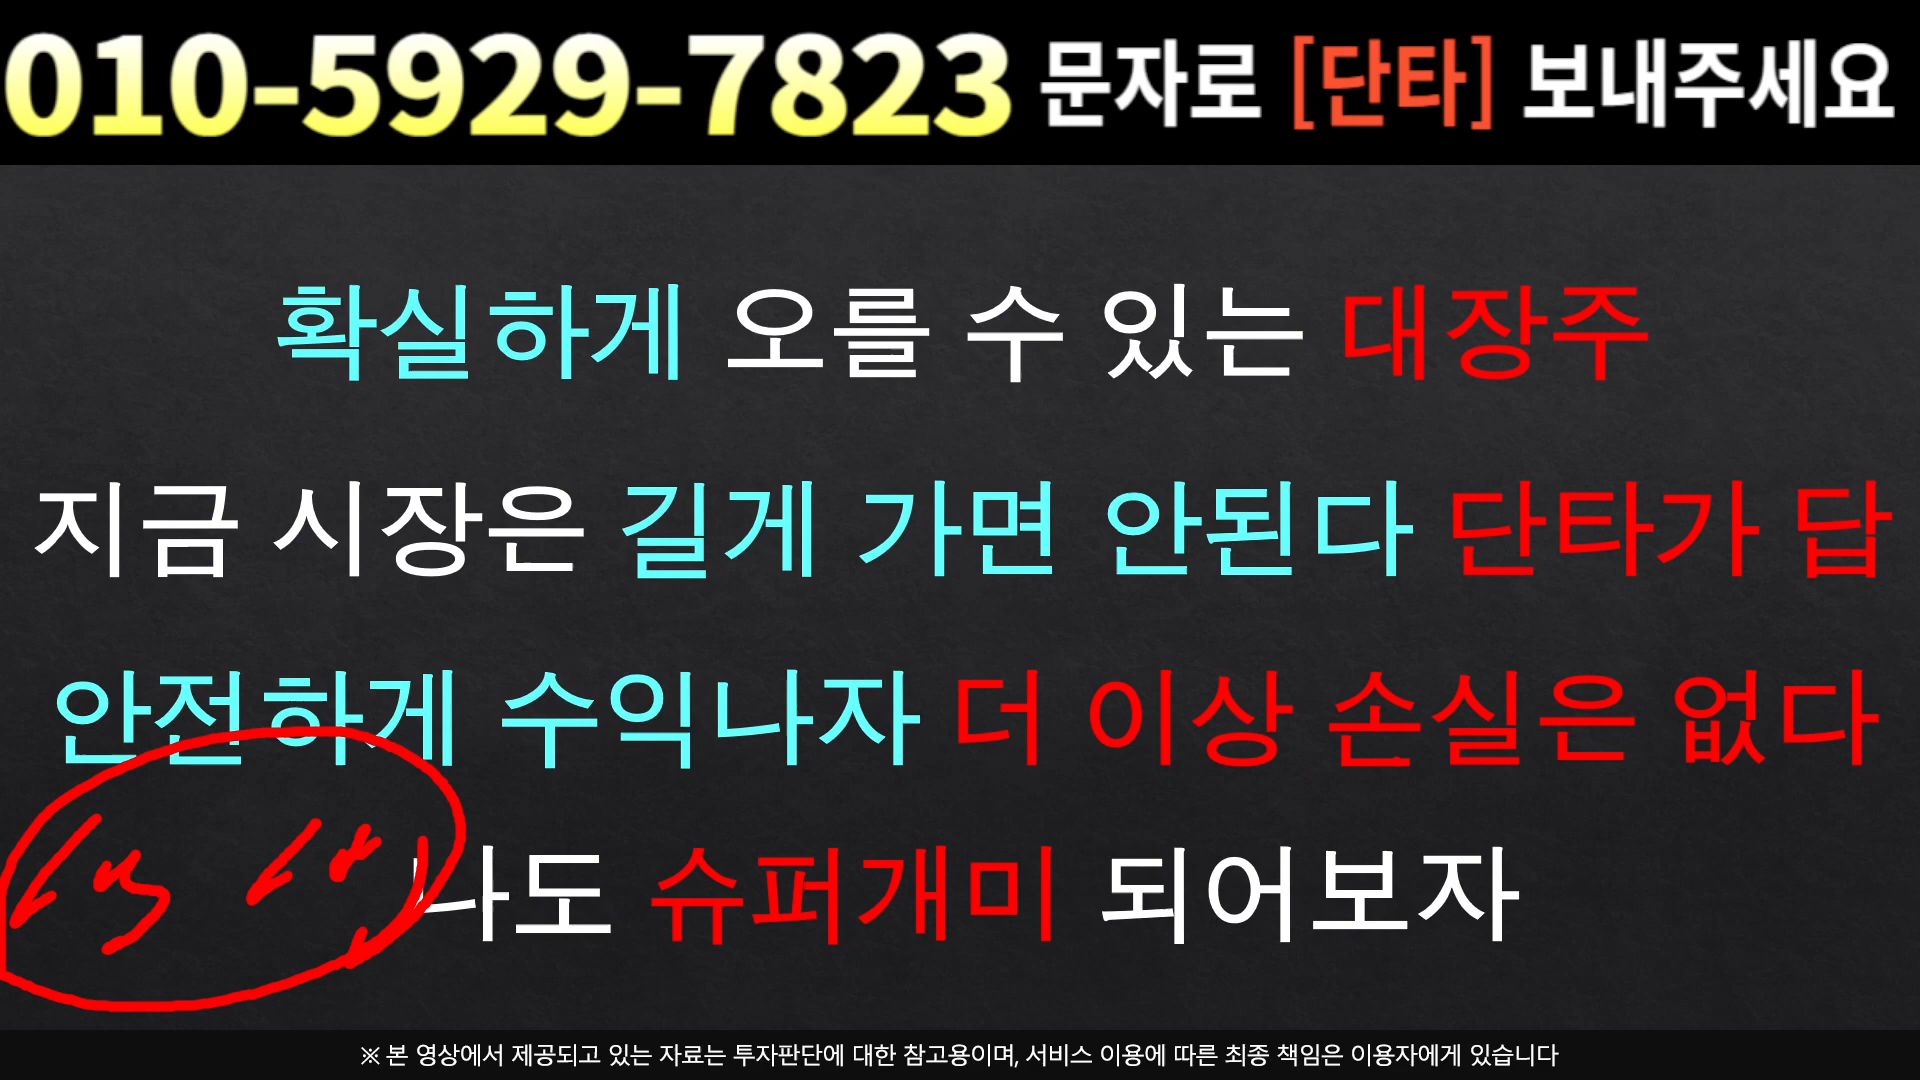 010-5929-7823 문자로 [단타] 보내주세요
확실하게 오를 수 있는 대장주
지금 시장은 길게 가면 안된다 단타가 답
안전하게 수익나자 더 이상 손실은 없다
나도 슈퍼개미 되어보자
※ 본 영상에서 제공되고 있는 자료는 투자판단에 대한 참고용이며, 서비스 이용에 따른 최종 책임은 이용자에게 있습니다